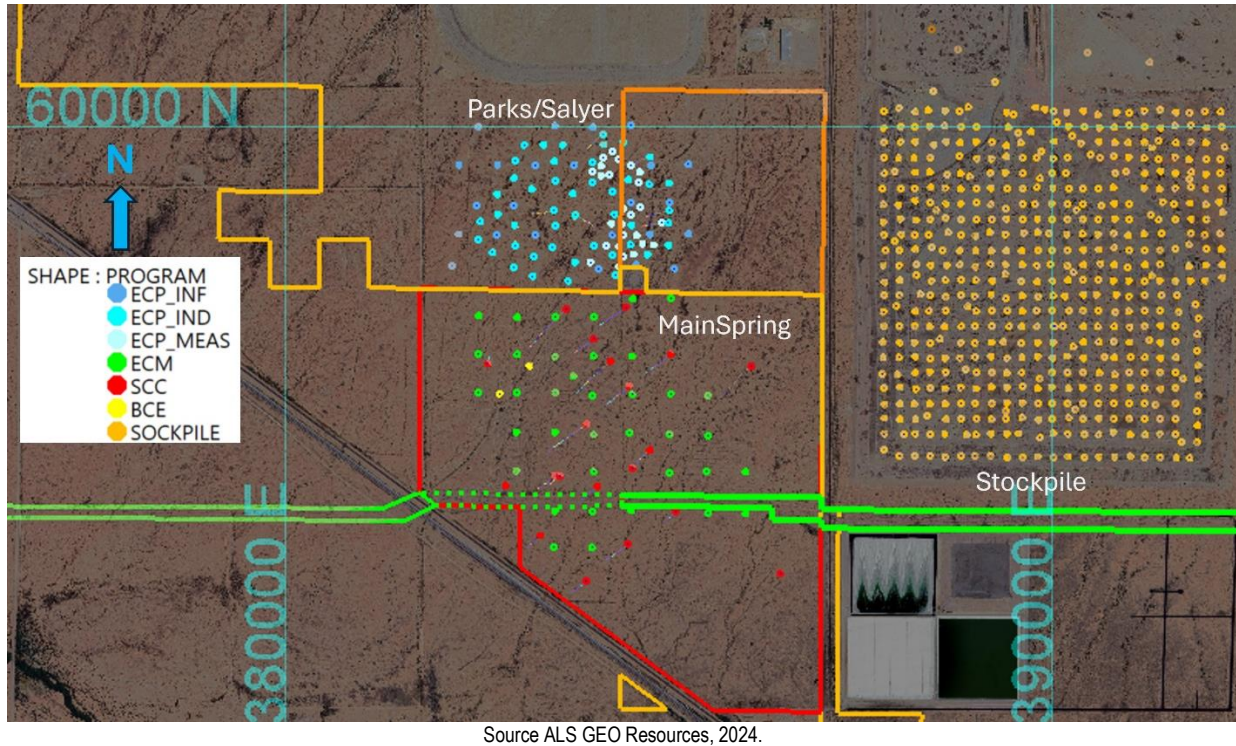 Parks/Salyer
60000 N
N
SHAPE : PROGRAM
ECP_INF
ECP_IND
ECP_MEAS
ECM
SCC
BCE
SOCKPILE
MainSpring
Stockpile
380000 E
390000 E
Source ALS GEO Resources, 2024.